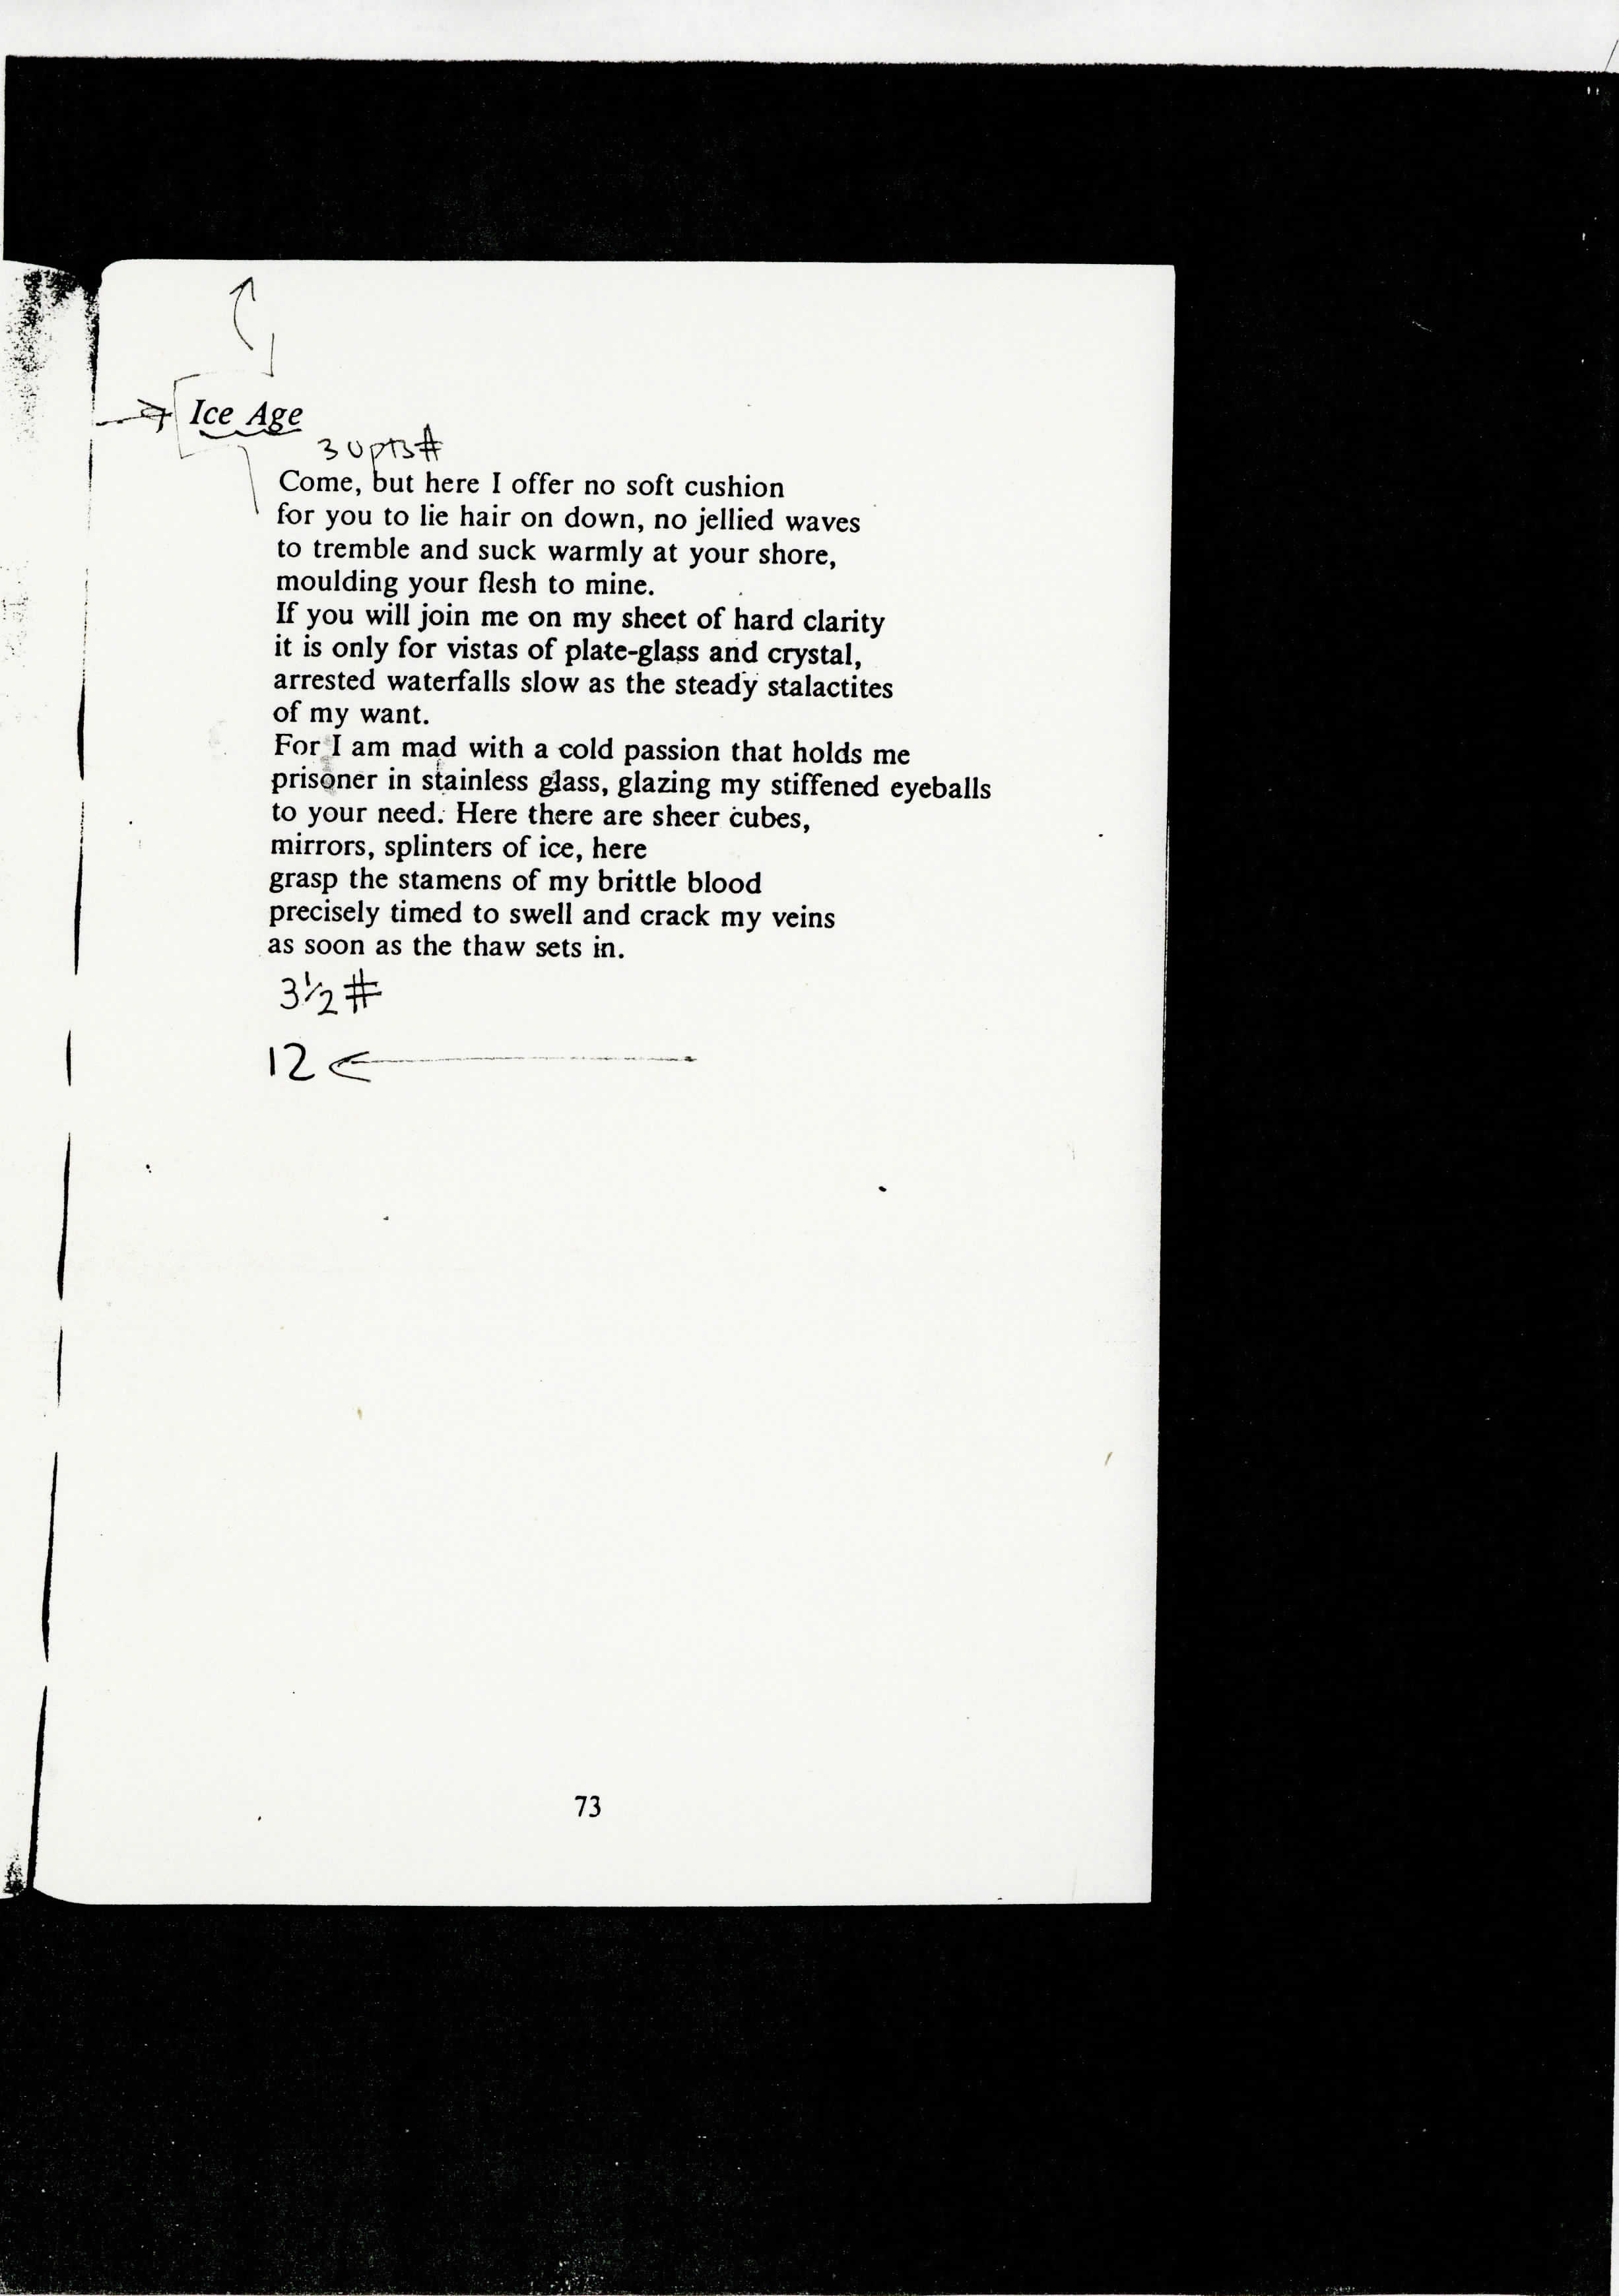 Ice Age
30pts#
Come, but here I offer no soft cushion
for you to lie hair on down, no jellied waves
to tremble and suck warmly at your shore,
moulding your flesh to mine.
If you will join me on my sheet of hard clarity
it is only for vistas of plate-glass and crystal,
arrested waterfalls slow as the steady stalactites
of my want.
For I am mad with a cold passion that holds me
prisoner in stainless glass, glazing my stiffened eyeballs
to your need. Here there are sheer cubes,
mirrors, splinters of ice, here
grasp the stamens of my brittle blood
precisely timed to swell and crack my veins
as soon as the thaw sets in.
3½#
12
73